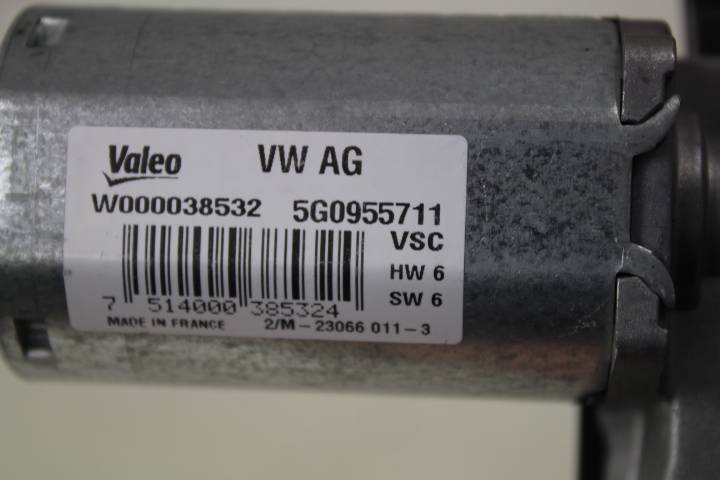 Valeo VW AG
W000038532 5G0955711
VSC
HW 6
SW 6
7 514000 385324
MADE IN FRANCE 2/M-23066 011-3